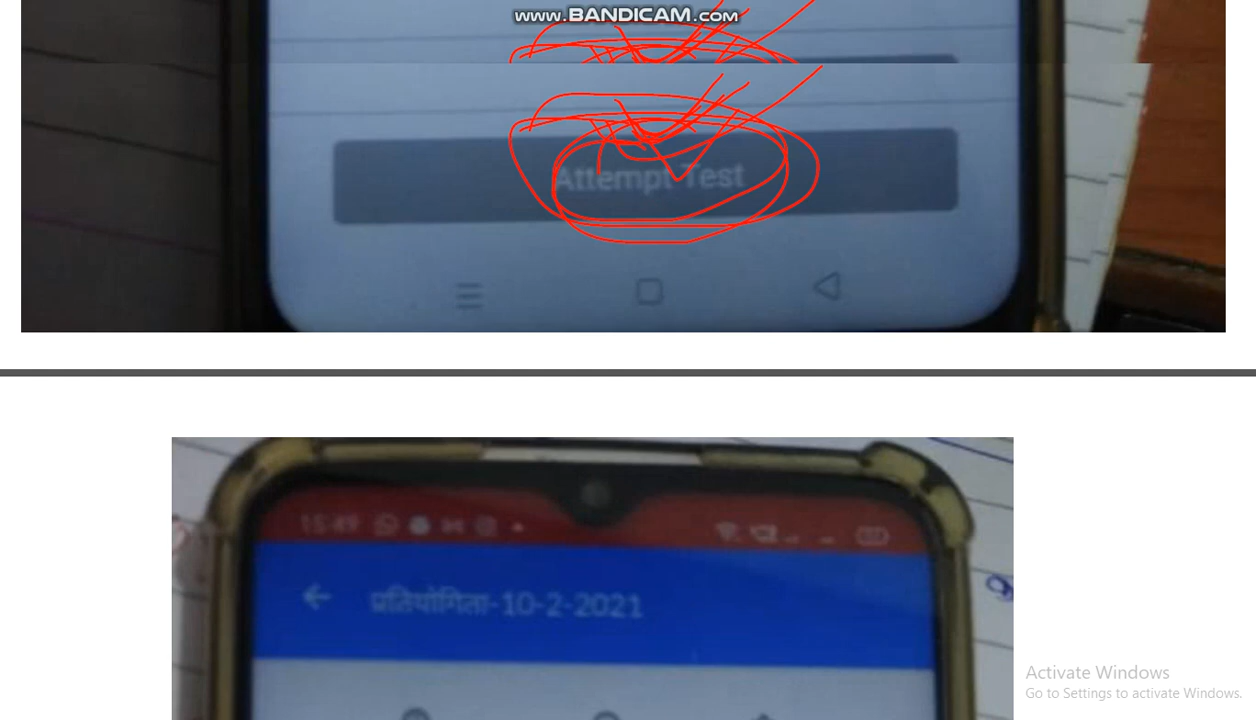 www.BANDICAM.com
Attempt Test
15:49
प्रतियोगिता-10-2-2021
Activate Windows
Go to Settings to activate Windows.